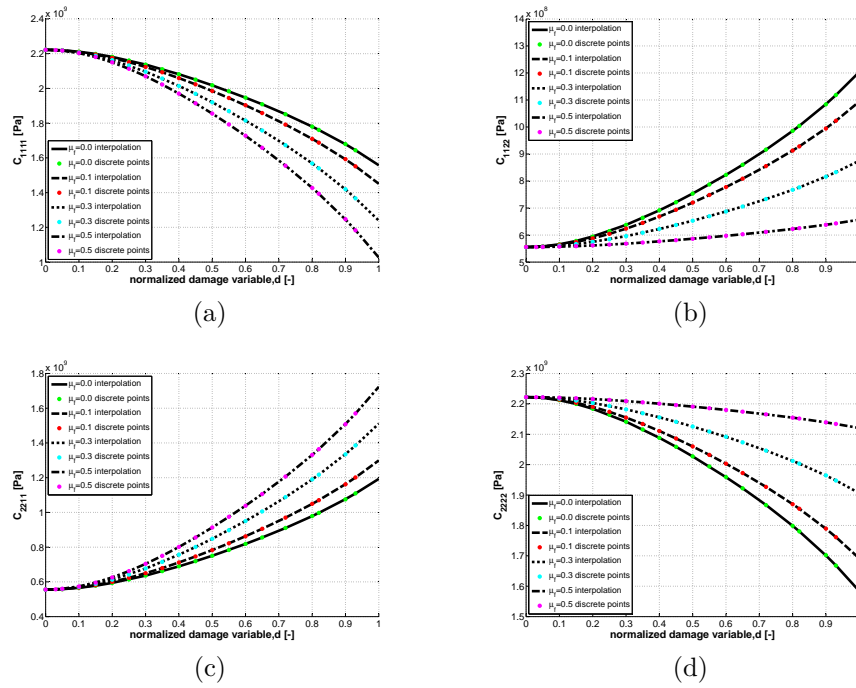 x 10⁹
2.4
2.2
2
1.8
1.6
1.4
1.2
1
C1111 [Pa]
μf=0.0 interpolation
μf=0.0 discrete points
μf=0.1 interpolation
μf=0.1 discrete points
μf=0.3 interpolation
μf=0.3 discrete points
μf=0.5 interpolation
μf=0.5 discrete points
0 0.1 0.2 0.3 0.4 0.5 0.6 0.7 0.8 0.9 1
normalized damage variable,d [-]
(a)
x 10⁸
14
13
12
11
10
9
8
7
6
5
C1122 [Pa]
μf=0.0 interpolation
μf=0.0 discrete points
μf=0.1 interpolation
μf=0.1 discrete points
μf=0.3 interpolation
μf=0.3 discrete points
μf=0.5 interpolation
μf=0.5 discrete points
0 0.1 0.2 0.3 0.4 0.5 0.6 0.7 0.8 0.9
normalized damage variable,d [-]
(b)
x 10⁹
1.8
1.6
1.4
1.2
1
0.8
0.6
0.4
C2211 [Pa]
μf=0.0 interpolation
μf=0.0 discrete points
μf=0.1 interpolation
μf=0.1 discrete points
μf=0.3 interpolation
μf=0.3 discrete points
μf=0.5 interpolation
μf=0.5 discrete points
0 0.1 0.2 0.3 0.4 0.5 0.6 0.7 0.8 0.9 1
normalized damage variable,d [-]
(c)
x 10⁹
2.3
2.2
2.1
2
1.9
1.8
1.7
1.6
1.5
C2222 [Pa]
μf=0.0 interpolation
μf=0.0 discrete points
μf=0.1 interpolation
μf=0.1 discrete points
μf=0.3 interpolation
μf=0.3 discrete points
μf=0.5 interpolation
μf=0.5 discrete points
0 0.1 0.2 0.3 0.4 0.5 0.6 0.7 0.8 0.9
normalized damage variable,d [-]
(d)